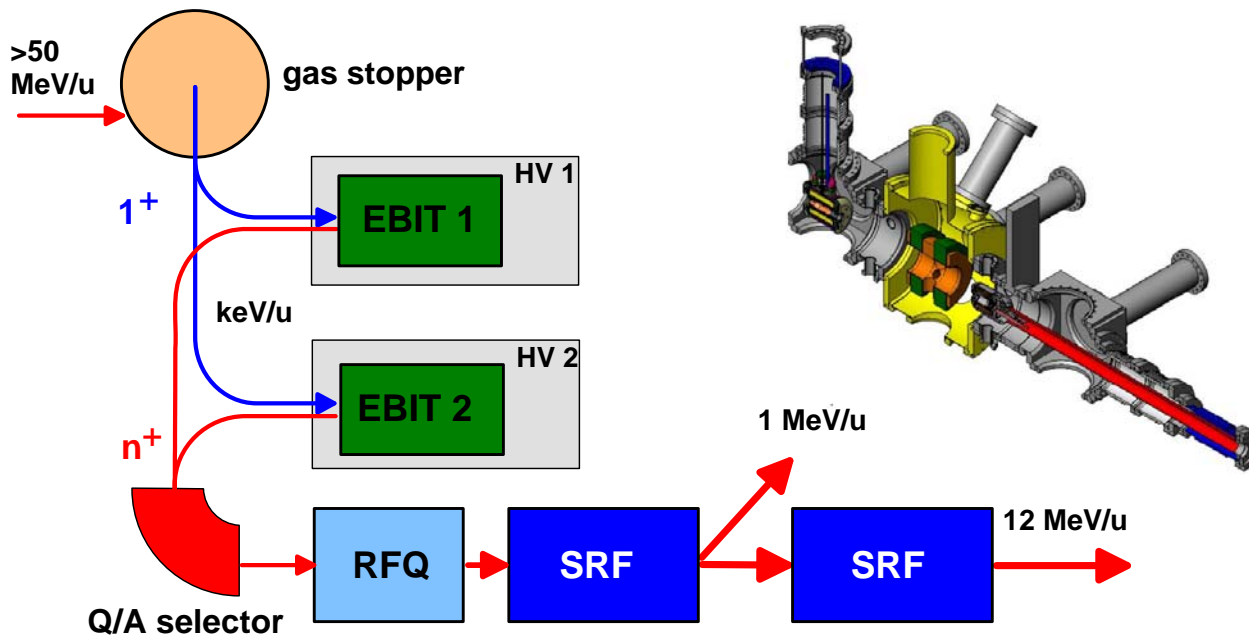 >50
MeV/u
gas stopper
HV 1
EBIT 1
1+
keV/u
HV 2
EBIT 2
n+
1 MeV/u
12 MeV/u
RFQ
SRF
SRF
Q/A selector